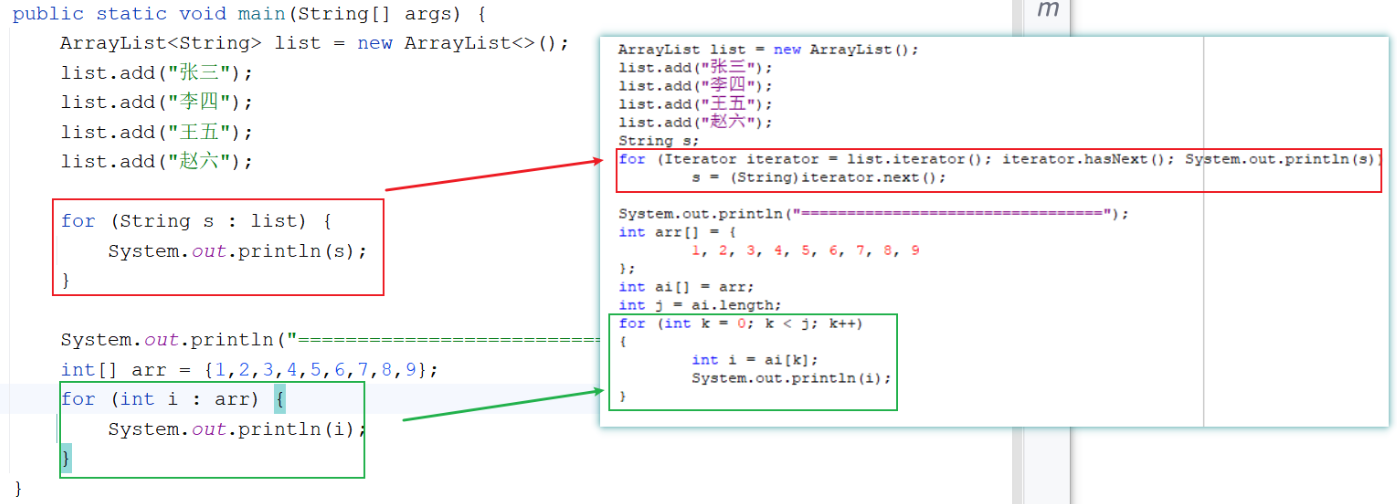 public static void main(String[] args) {
ArrayList<String> list = new ArrayList<>();
list.add("张三");
list.add("李四");
list.add("王五");
list.add("赵六");
for (String s : list) {
System.out.println(s);
}
System.out.println("==========================
int[] arr = {1,2,3,4,5,6,7,8,9};
for (int i : arr) {
System.out.println(i);
}
}
m
ArrayList list = new ArrayList();
list.add("张三");
list.add("李四");
list.add("王五");
list.add("赵六");
String s;
for (Iterator iterator = list.iterator(); iterator.hasNext(); System.out.println(s))
s = (String)iterator.next();
System.out.println("=================================");
int arr[] = {
1, 2, 3, 4, 5, 6, 7, 8, 9
};
int ai[] = arr;
int j = ai.length;
for (int k = 0; k < j; k++)
{
int i = ai[k];
System.out.println(i);
}